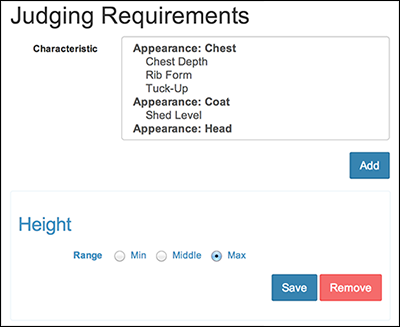 Judging Requirements
Characteristic
Appearance: Chest
Chest Depth
Rib Form
Tuck-Up
Appearance: Coat
Shed Level
Appearance: Head
Add
Height
Range Min Middle Max
Save Remove